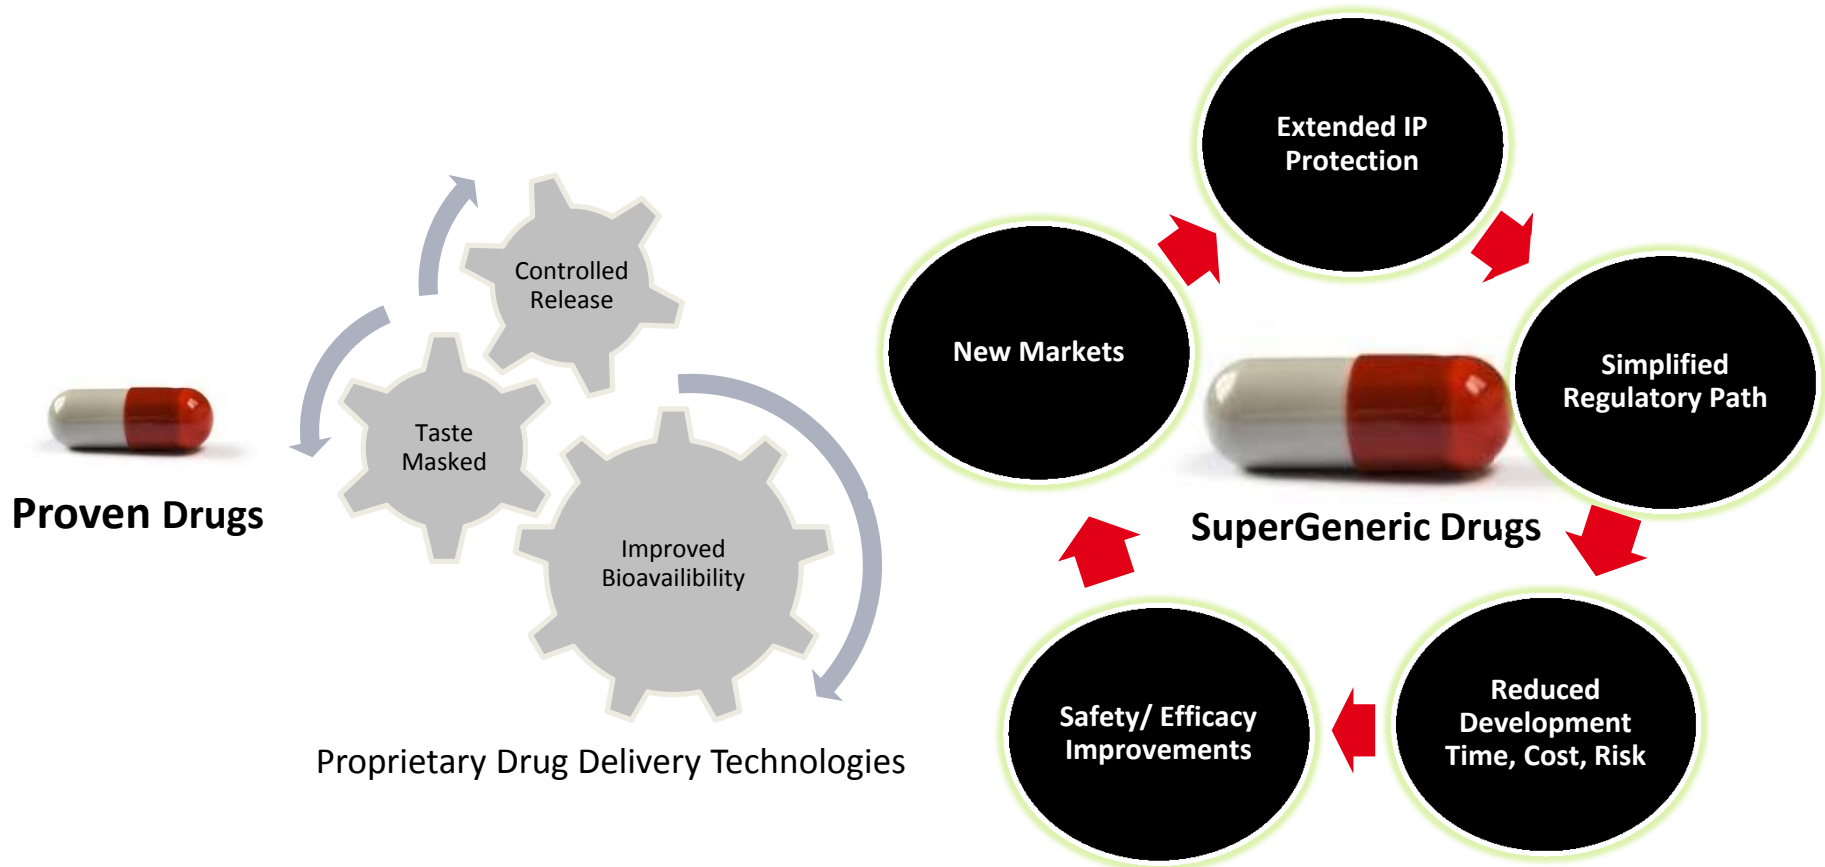 Proven Drugs
Controlled
Release
Taste
Masked
Improved
Bioavailibility
Proprietary Drug Delivery Technologies
Extended IP
Protection
New Markets
Simplified
Regulatory Path
SuperGeneric Drugs
Safety/ Efficacy
Improvements
Reduced
Development
Time, Cost, Risk